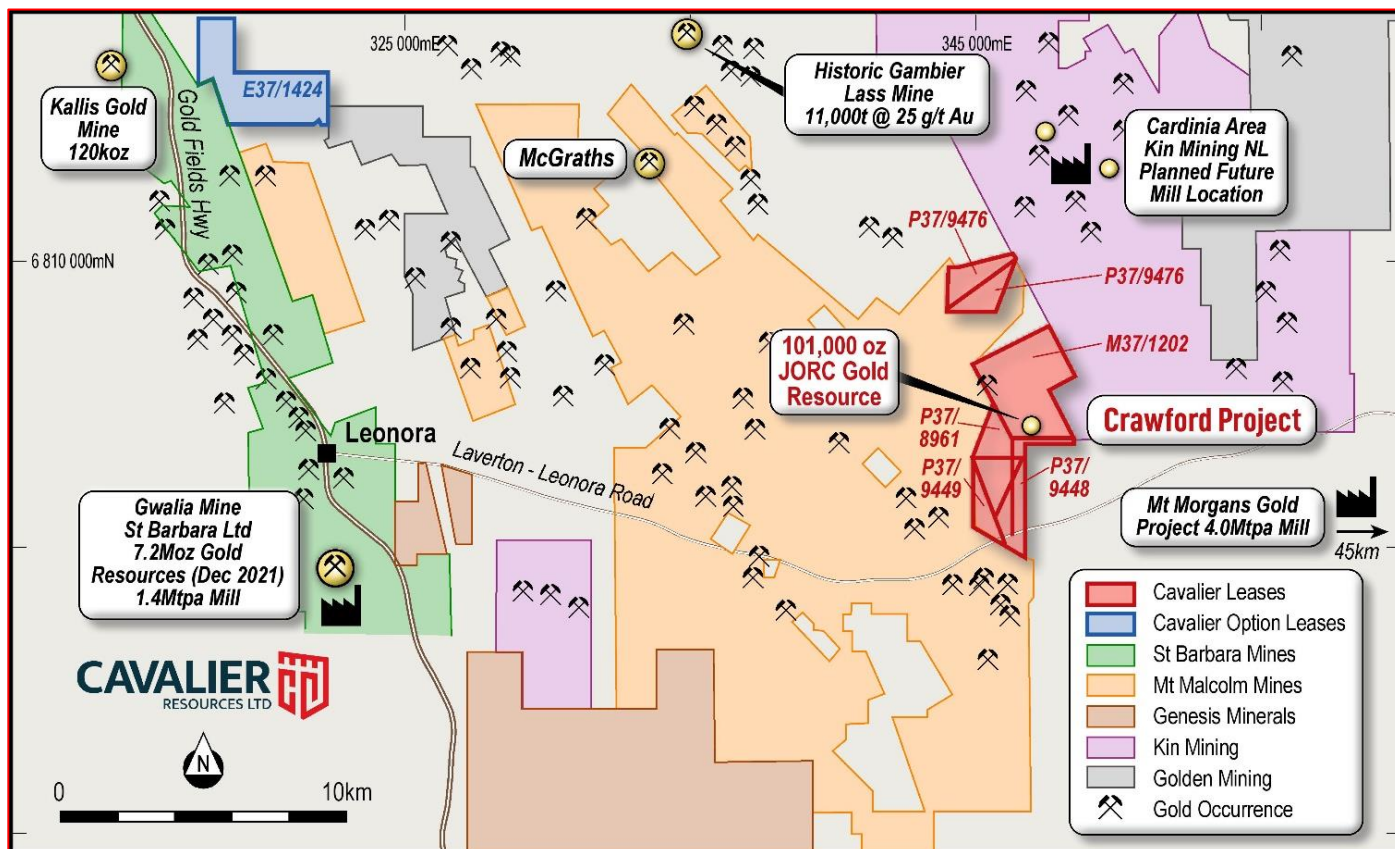 325 000mE
345 000mE
Kallis Gold
Mine
120koz
Gold Fields Hwy
E37/1424
Historic Gambier
Lass Mine
11,000t @ 25 g/t Au
McGraths
Cardinia Area
Kin Mining NL
Planned Future
Mill Location
6 810 000mN
P37/9476
P37/9476
M37/1202
101,000 oz
JORC Gold
Resource
P37/
8961
Crawford Project
P37/
9449
P37/
9448
Leonora
Laverton - Leonora Road
Gwalia Mine
St Barbara Ltd
7.2Moz Gold
Resources (Dec 2021)
1.4Mtpa Mill
Mt Morgans Gold
Project 4.0Mtpa Mill
45km
CAVALIER
RESOURCES LTD
N
0
10km
Cavalier Leases
Cavalier Option Leases
St Barbara Mines
Mt Malcolm Mines
Genesis Minerals
Kin Mining
Golden Mining
Gold Occurrence